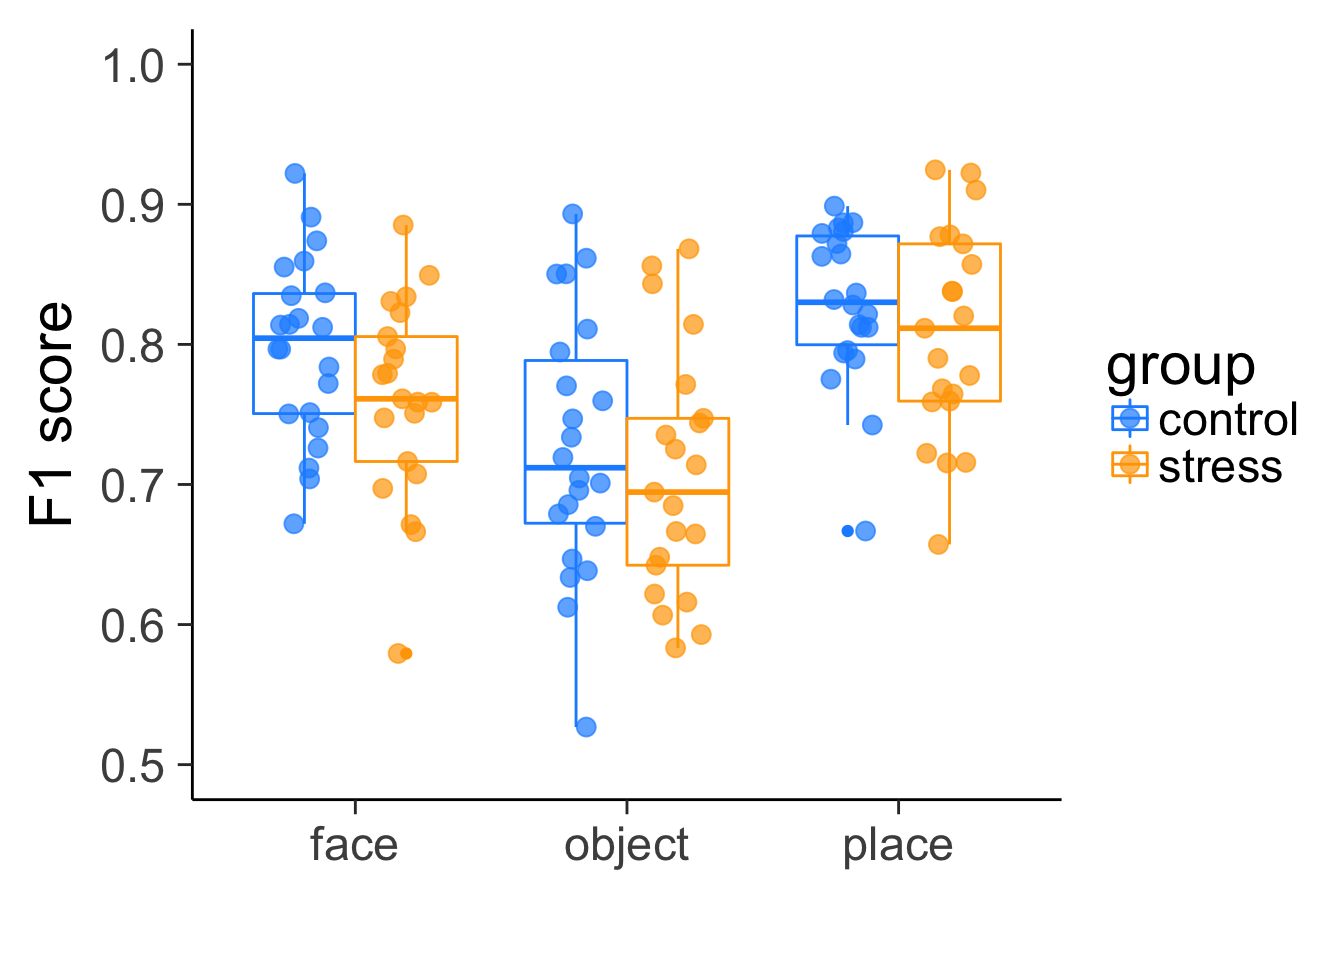 F1 score
1.0
0.9
0.8
0.7
0.6
0.5
face
object
place
group
control
stress